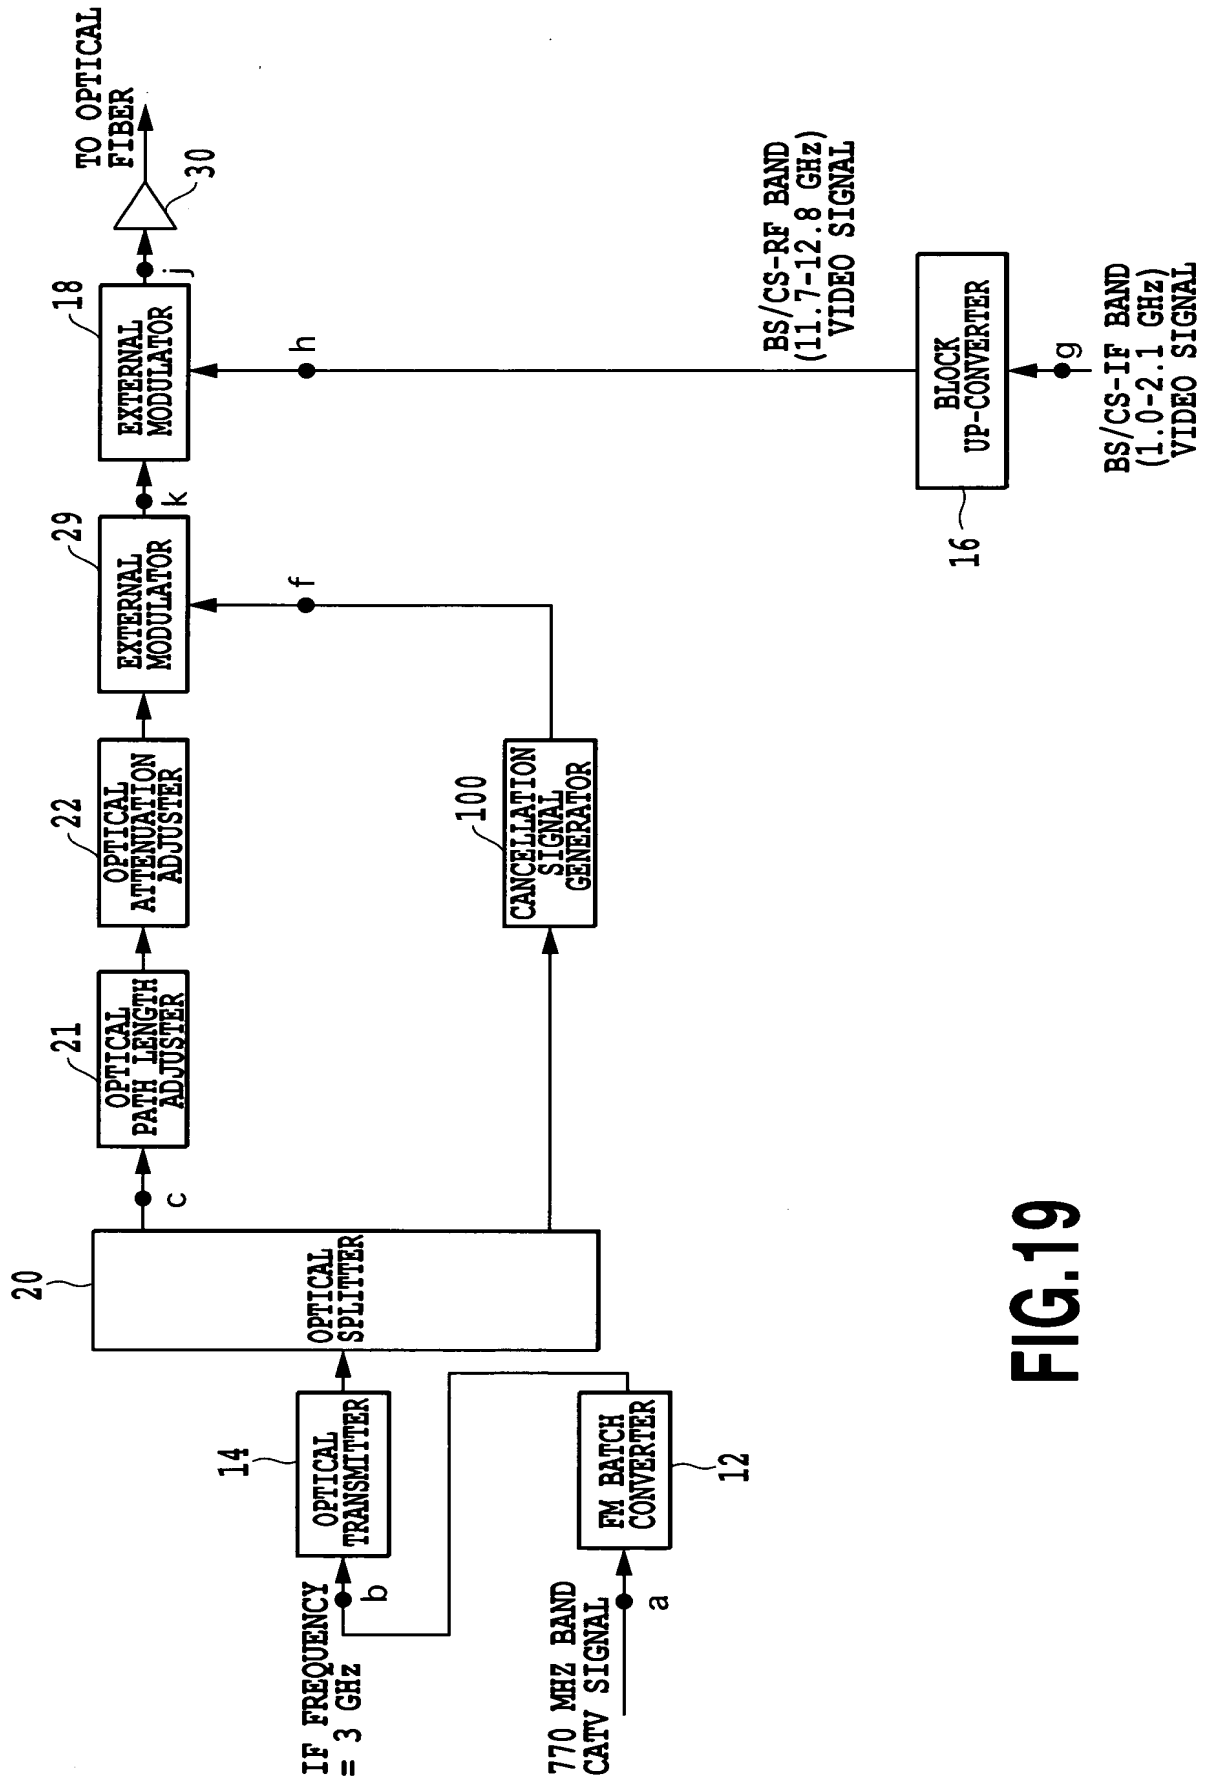 770 MHZ BAND
CATV SIGNAL
a
FM BATCH
CONVERTER
12
IF FREQUENCY
= 3 GHz
b
OPTICAL
TRANSMITTER
14
OPTICAL
SPLITTER
20
c
OPTICAL
PATH LENGTH
ADJUSTER
21
OPTICAL
ATTENUATION
ADJUSTER
22
CANCELLATION
SIGNAL
GENERATOR
100
f
EXTERNAL
MODULATOR
29
k
EXTERNAL
MODULATOR
18
j
30
TO OPTICAL
FIBER
h
BS/CS-RF BAND
(11.7-12.8 GHz)
VIDEO SIGNAL
BLOCK
UP-CONVERTER
16
g
BS/CS-IF BAND
(1.0-2.1 GHz)
VIDEO SIGNAL
FIG.19